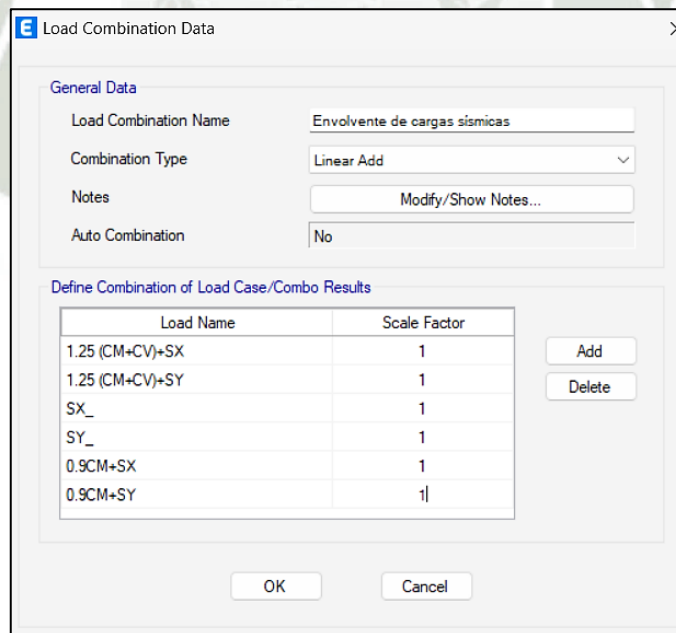 E Load Combination Data
General Data
Load Combination Name Envolvente de cargas sísmicas
Combination Type Linear Add
Notes Modify/Show Notes...
Auto Combination No
Define Combination of Load Case/Combo Results
Load Name Scale Factor
1.25 (CM+CV)+SX 1 Add
1.25 (CM+CV)+SY 1 Delete
SX_ 1
SY_ 1
0.9CM+SX 1
0.9CM+SY 1
OK Cancel